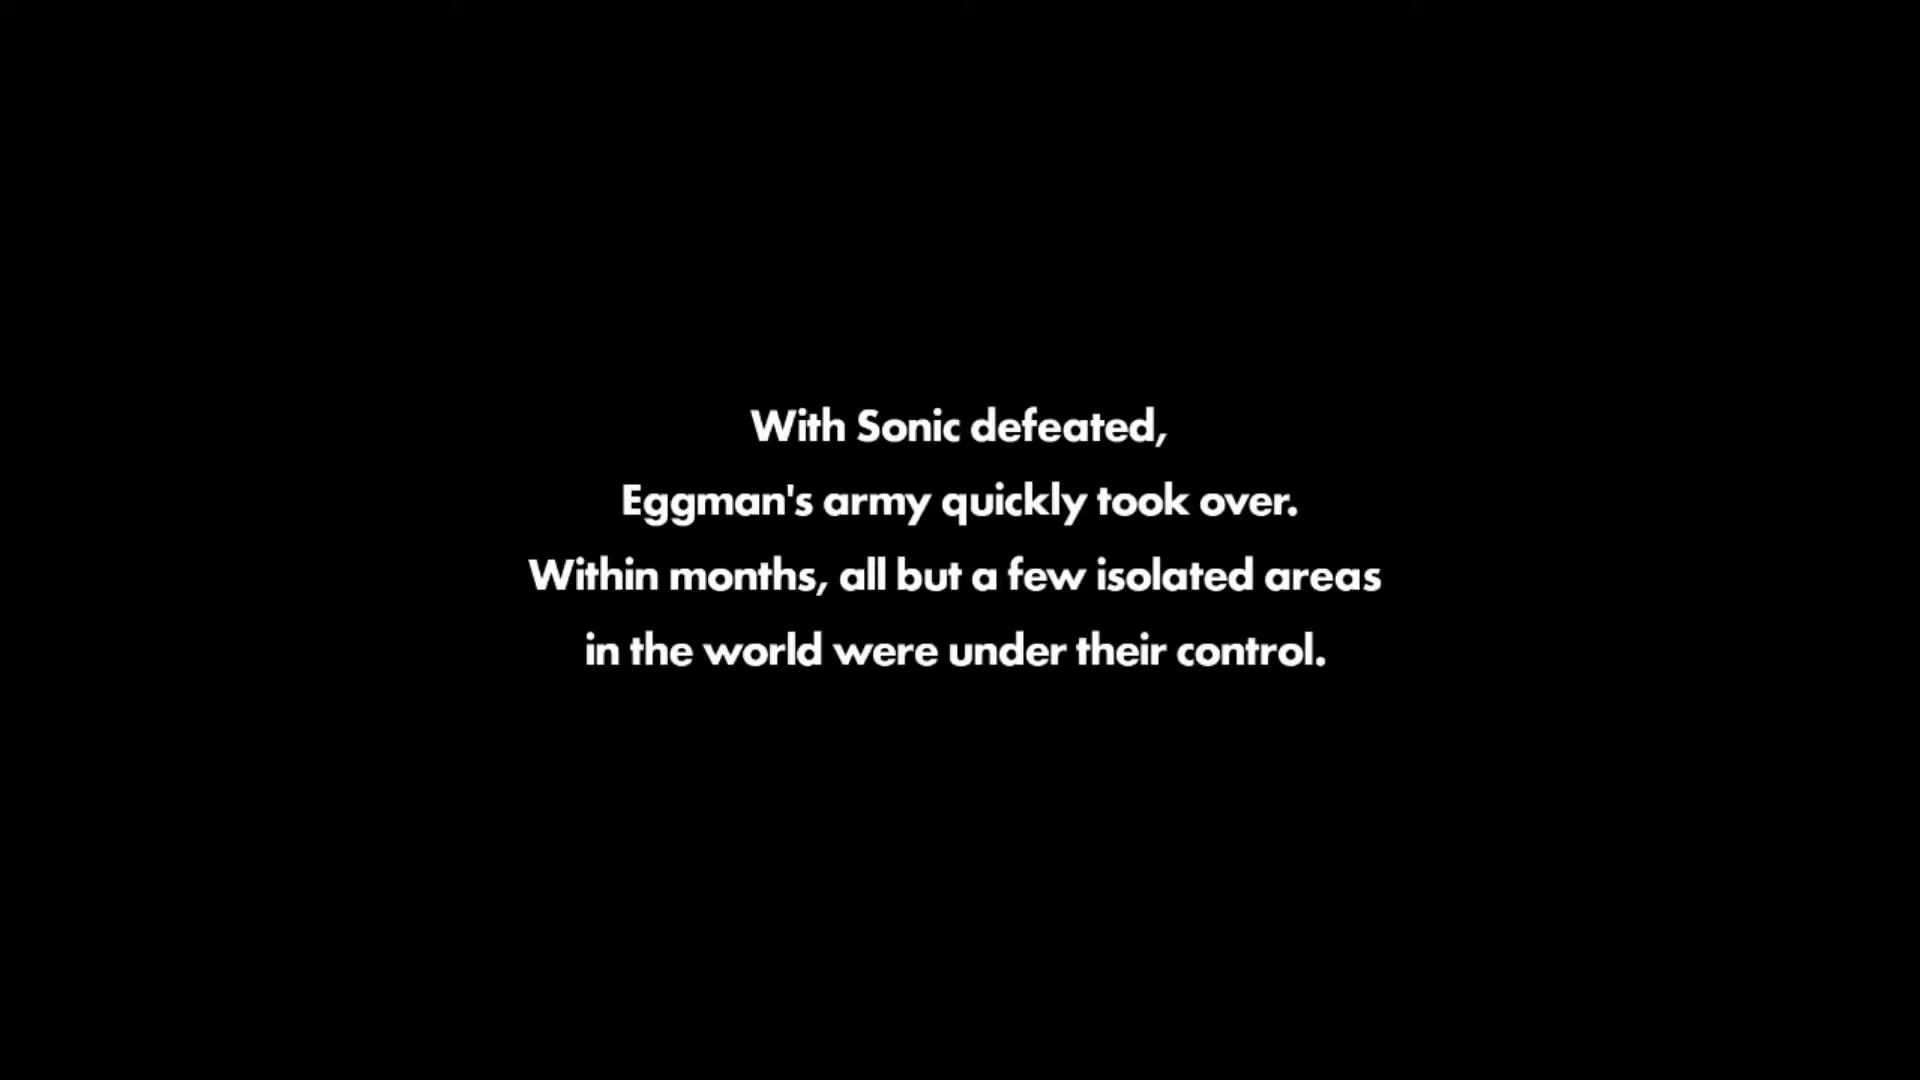 With Sonic defeated,
Eggman's army quickly took over.
Within months, all but a few isolated areas
in the world were under their control.